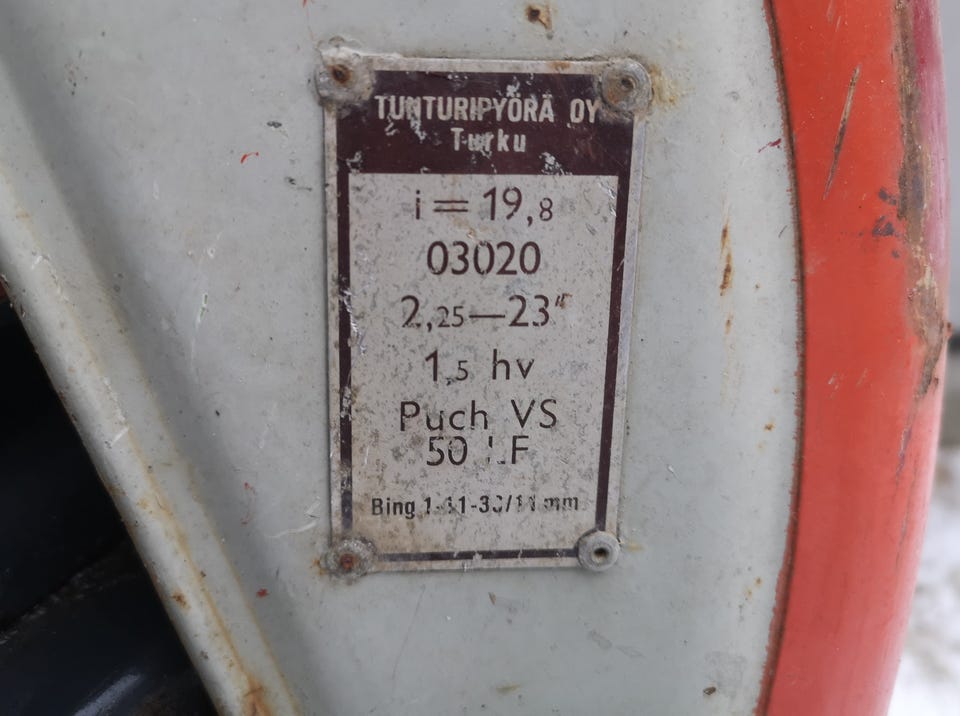 TUNTURIPYÖRÄ OY
Turku
i = 19,8
03020
2,25—23"
1,5 hv
Puch VS
50
Bing mm